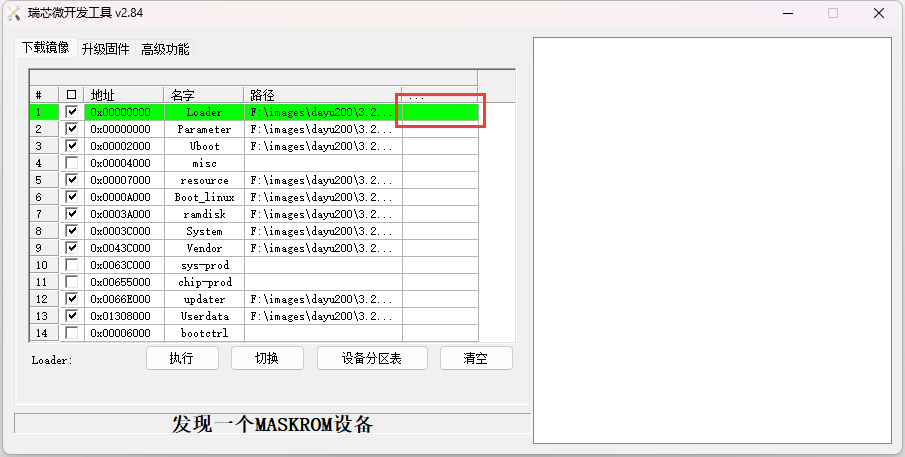 瑞芯微开发工具 v2.84
下载镜像 升级固件 高级功能
# 地址 名字 路径 ...
1 0x00000000 Loader F:\images\dayu200\3.2...
2 0x00000000 Parameter F:\images\dayu200\3.2...
3 0x00002000 Uboot F:\images\dayu200\3.2...
4 0x00004000 misc
5 0x00007000 resource F:\images\dayu200\3.2...
6 0x0000A000 Boot_linux F:\images\dayu200\3.2...
7 0x0003A000 ramdisk F:\images\dayu200\3.2...
8 0x0003C000 System F:\images\dayu200\3.2...
9 0x0043C000 Vendor F:\images\dayu200\3.2...
10 0x0063C000 sys-prod
11 0x00655000 chip-prod
12 0x0066E000 updater F:\images\dayu200\3.2...
13 0x01308000 Userdata F:\images\dayu200\3.2...
14 0x00006000 bootctrl
Loader: 执行 切换 设备分区表 清空
发现一个MASKROM设备